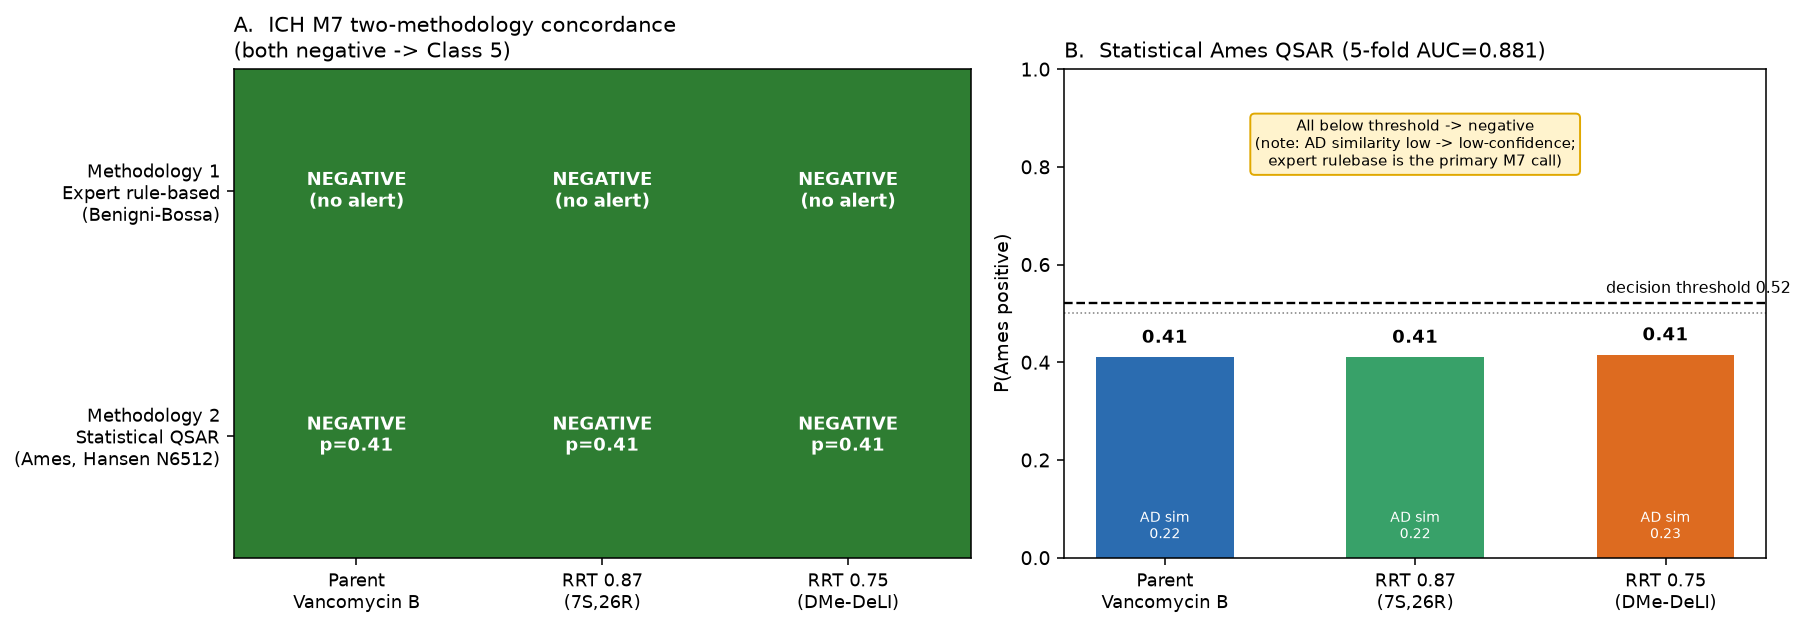 A.  ICH M7 two-methodology concordance
(both negative -> Class 5)
Methodology 1
Expert rule-based
(Benigni-Bossa)
NEGATIVE
(no alert)
NEGATIVE
(no alert)
NEGATIVE
(no alert)
Methodology 2
Statistical QSAR
(Ames, Hansen N6512)
NEGATIVE
p=0.41
NEGATIVE
p=0.41
NEGATIVE
p=0.41
Parent
Vancomycin B
RRT 0.87
(7S,26R)
RRT 0.75
(DMe-DeLI)
B.  Statistical Ames QSAR (5-fold AUC=0.881)
P(Ames positive)
1.0
0.8
0.6
0.4
0.2
0.0
All below threshold -> negative
(note: AD similarity low -> low-confidence;
expert rulebase is the primary M7 call)
decision threshold 0.52
0.41
0.41
0.41
AD sim
0.22
AD sim
0.22
AD sim
0.23
Parent
Vancomycin B
RRT 0.87
(7S,26R)
RRT 0.75
(DMe-DeLI)